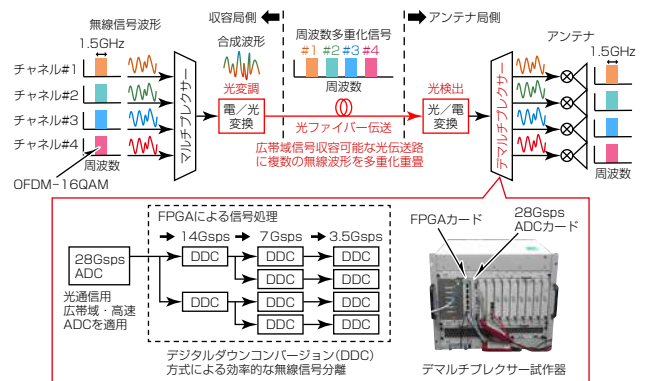 無線信号波形
収容局側
アンテナ局側
1.5GHz
合成波形
周波数多重化信号
#1 #2 #3 #4
アンテナ
1.5GHz
チャネル#1
チャネル#2
チャネル#3
チャネル#4
周波数
OFDM-16QAM
マルチプレクサー
光変調
電/光
変換
周波数
光ファイバー伝送
広帯域信号収容可能な光伝送路
に複数の無線波形を多重化重畳
光検出
光/電
変換
デマルチプレクサー
周波数
FPGAによる信号処理
14Gsps
7Gsps
3.5Gsps
28Gsps
ADC
DDC
DDC
DDC
DDC
DDC
DDC
DDC
DDC
DDC
DDC
光通信用
広帯域・高速
ADCを適用
デジタルダウンコンバージョン(DDC)
方式による効率的な無線信号分離
FPGAカード
28Gsps
ADCカード
デマルチプレクサー試作器